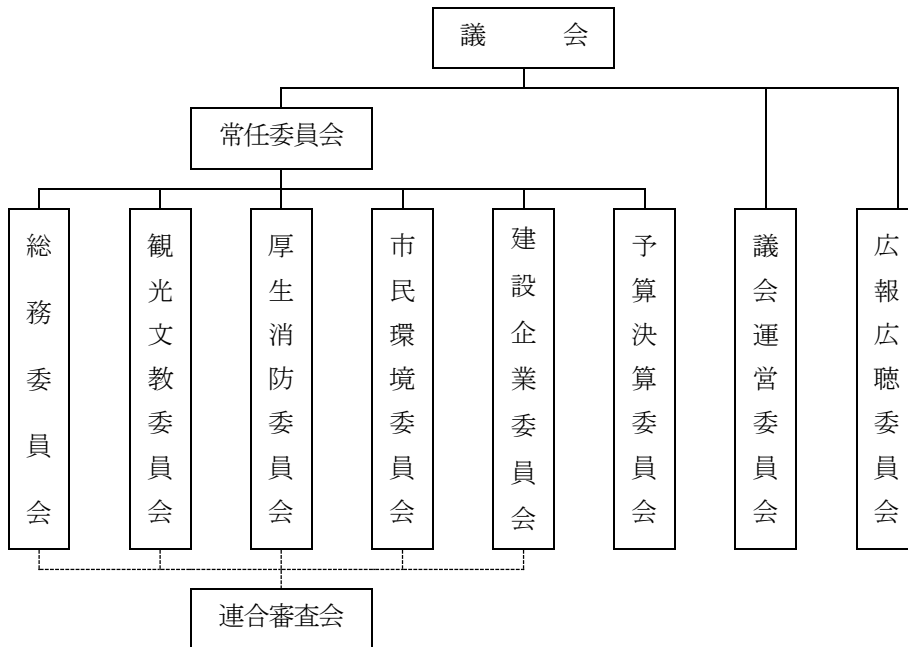 議　会
常任委員会
総務委員会
観光文教委員会
厚生消防委員会
市民環境委員会
建設企業委員会
予算決算委員会
議会運営委員会
広報広聴委員会
連合審査会